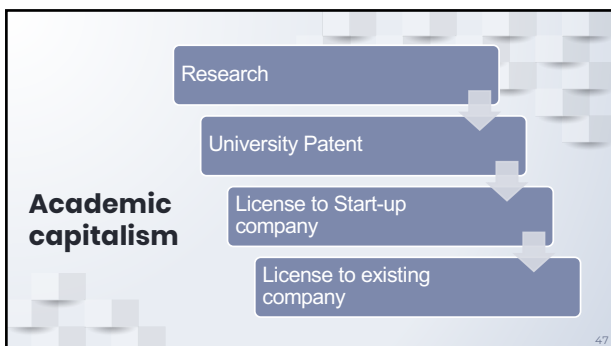 Research
University Patent
Academic
capitalism
License to Start-up
company
License to existing
company
47